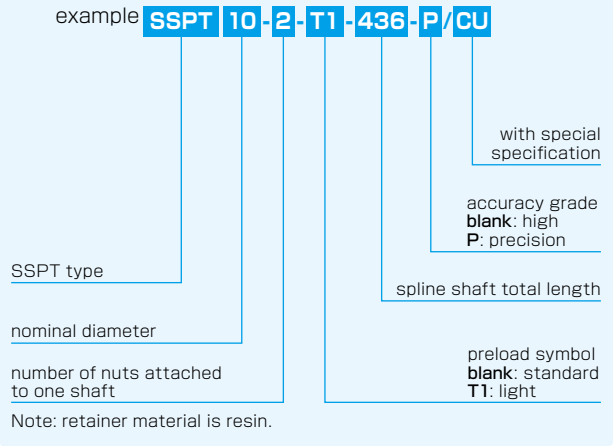 example SSPT 10-2-T1-436-P/CU
with special
specification
accuracy grade
blank: high
P: precision
SSPT type
spline shaft total length
nominal diameter
preload symbol
blank: standard
T1: light
number of nuts attached
to one shaft
Note: retainer material is resin.